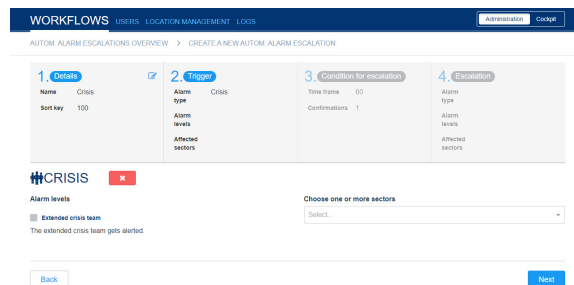 WORKFLOWS USERS LOCATION MANAGEMENT LOGS Administration Cockpit
AUTOM. ALARM ESCALATIONS OVERVIEW > CREATE A NEW AUTOM. ALARM ESCALATION
1. Details
Name Crisis
Sort key 100
2. Trigger
Alarm type Crisis
Alarm levels
Affected sectors
3. Condition for escalation
Time frame 60
Confirmations 1
4. Escalation
Alarm type
Alarm levels
Affected sectors
CRISIS
Alarm levels
Extended crisis team
The extended crisis team gets alerted.
Choose one or more sectors
Select...
Back
Next